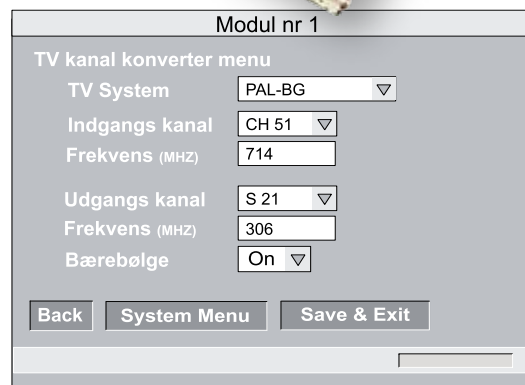 Modul nr 1
TV kanal konverter menu
TV System PAL-BG
Indgangs kanal CH 51
Frekvens (MHZ) 714
Udgangs kanal S 21
Frekvens (MHZ) 306
Bærebølge On
Back System Menu Save & Exit